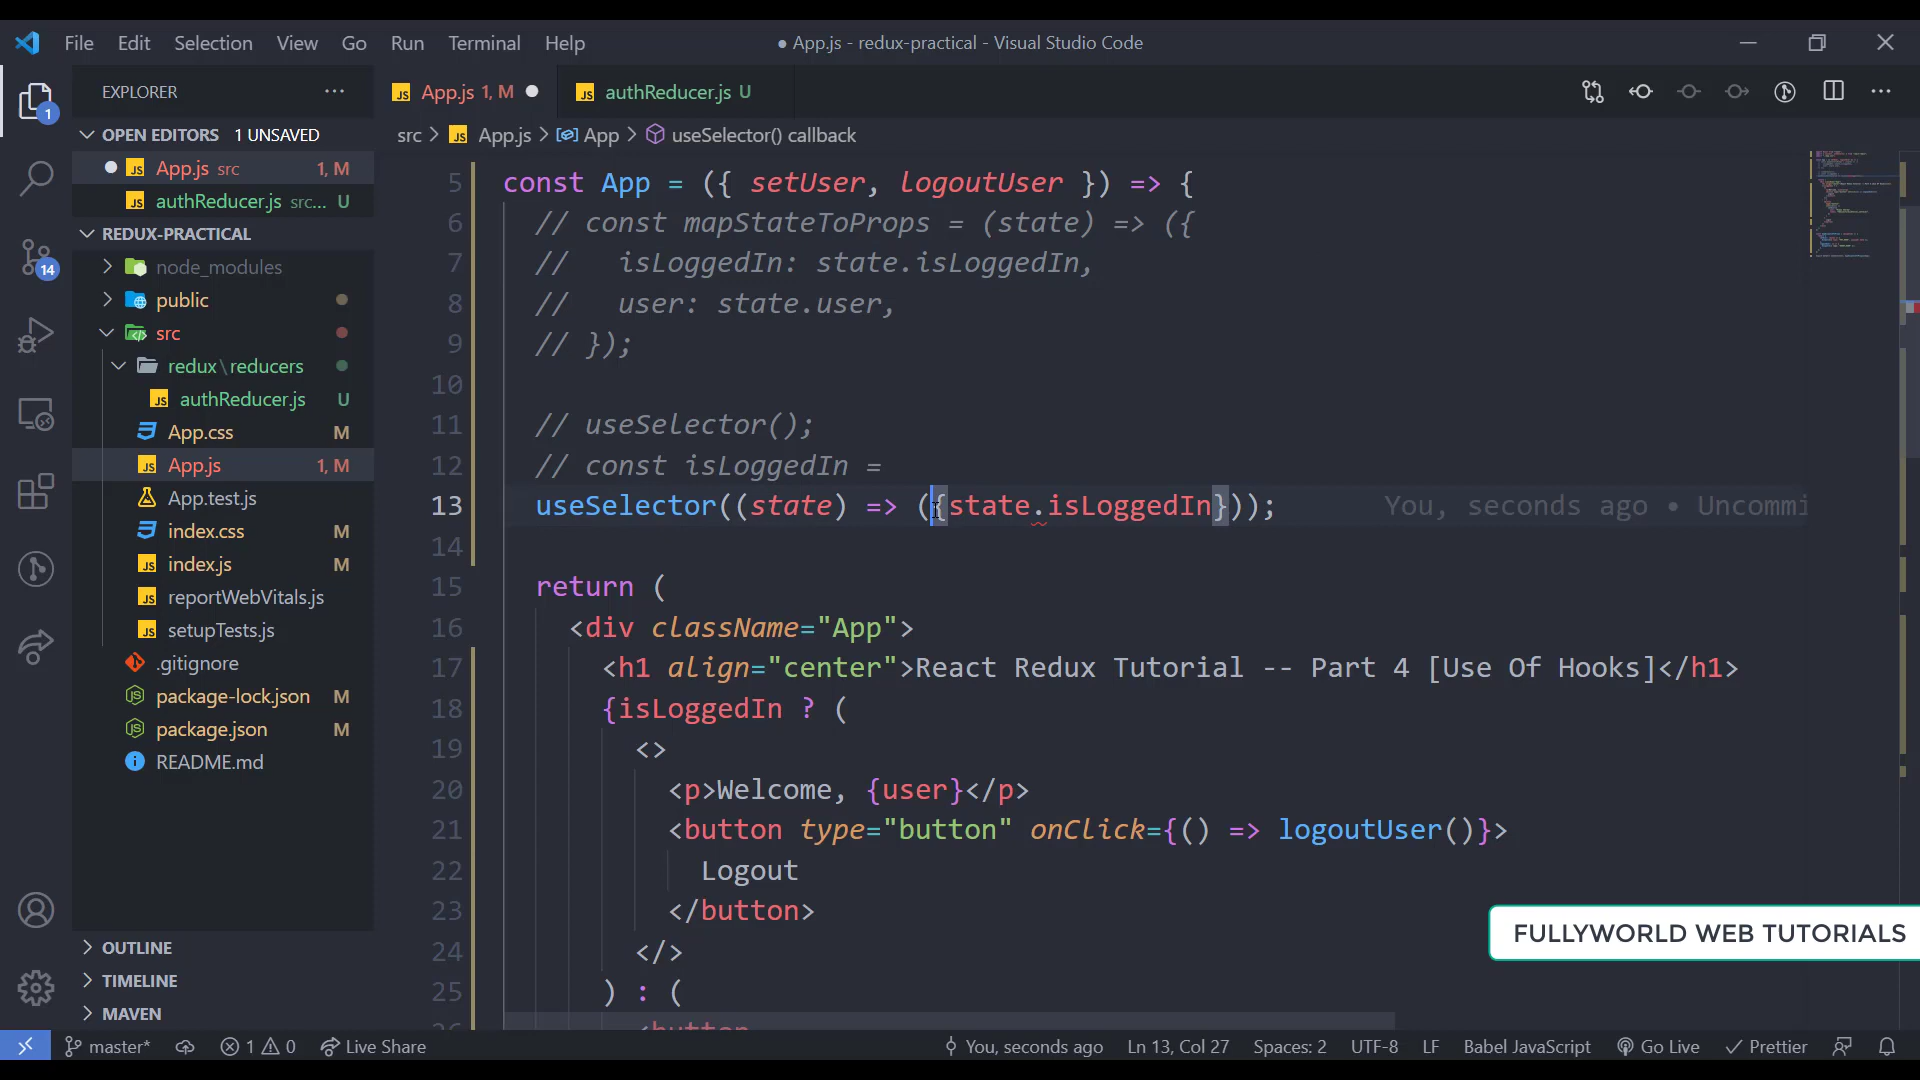 File Edit Selection View Go Run Terminal Help
● App.js - redux-practical - Visual Studio Code
EXPLORER
App.js 1, M
authReducer.js U
OPEN EDITORS 1 UNSAVED
App.js src 1, M
authReducer.js src... U
REDUX-PRACTICAL
node_modules
public
src
redux\reducers
authReducer.js U
App.css M
App.js 1, M
App.test.js
index.css M
index.js M
reportWebVitals.js
setupTests.js
.gitignore
package-lock.json M
package.json M
README.md
OUTLINE
TIMELINE
MAVEN
1
14
src > App.js > App > useSelector() callback
5 const App = ({ setUser, logoutUser }) => {
6 // const mapStateToProps = (state) => ({
7 //   isLoggedIn: state.isLoggedIn,
8 //   user: state.user,
9 // });
10
11 // useSelector();
12 // const isLoggedIn =
13 useSelector((state) => ({state.isLoggedIn})); You, seconds ago • Uncommi
14
15 return (
16 <div className="App">
17 <h1 align="center">React Redux Tutorial -- Part 4 [Use Of Hooks]</h1>
18 {isLoggedIn ? (
19 <>
20 <p>Welcome, {user}</p>
21 <button type="button" onClick={() => logoutUser()}>
22 Logout
23 </button>
24 </>
25 ) : (
26 <button
FULLYWORLD WEB TUTORIALS
master* 1 0 Live Share You, seconds ago Ln 13, Col 27 Spaces: 2 UTF-8 LF Babel JavaScript Go Live Prettier